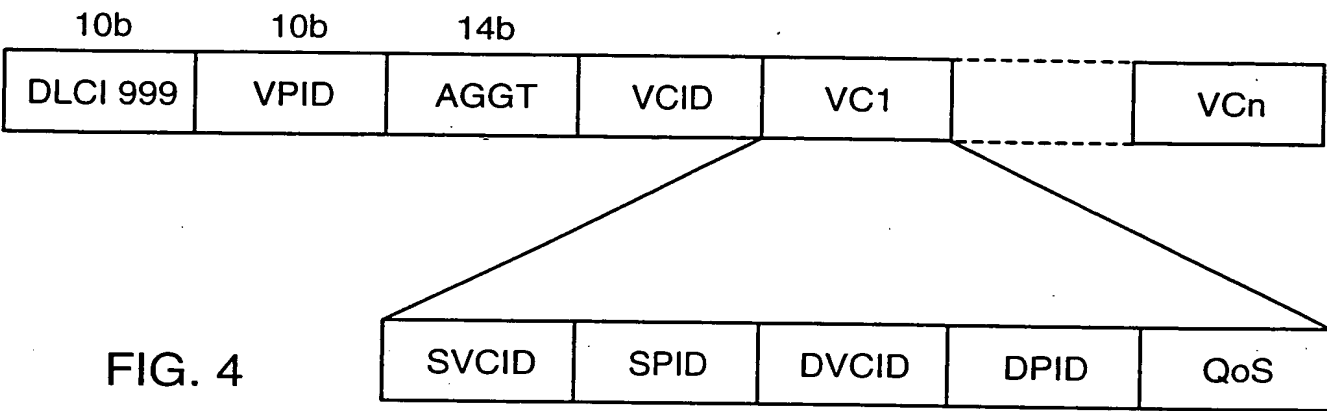 10b 10b 14b
DLCI 999 VPID AGGT VCID VC1 VCn
SVCID SPID DVCID DPID QoS
FIG. 4